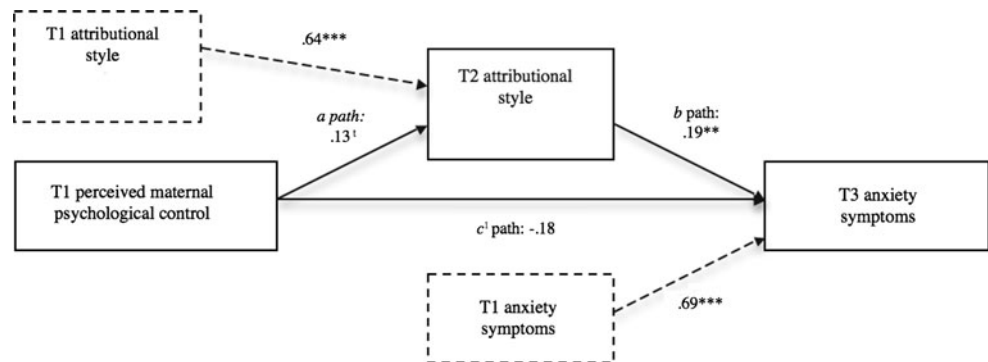 T1 attributional
style
.64***
T2 attributional
style
a path:
.13ᵗ
b path:
.19**
T1 perceived maternal
psychological control
T3 anxiety
symptoms
c¹ path: -.18
T1 anxiety
symptoms
.69***